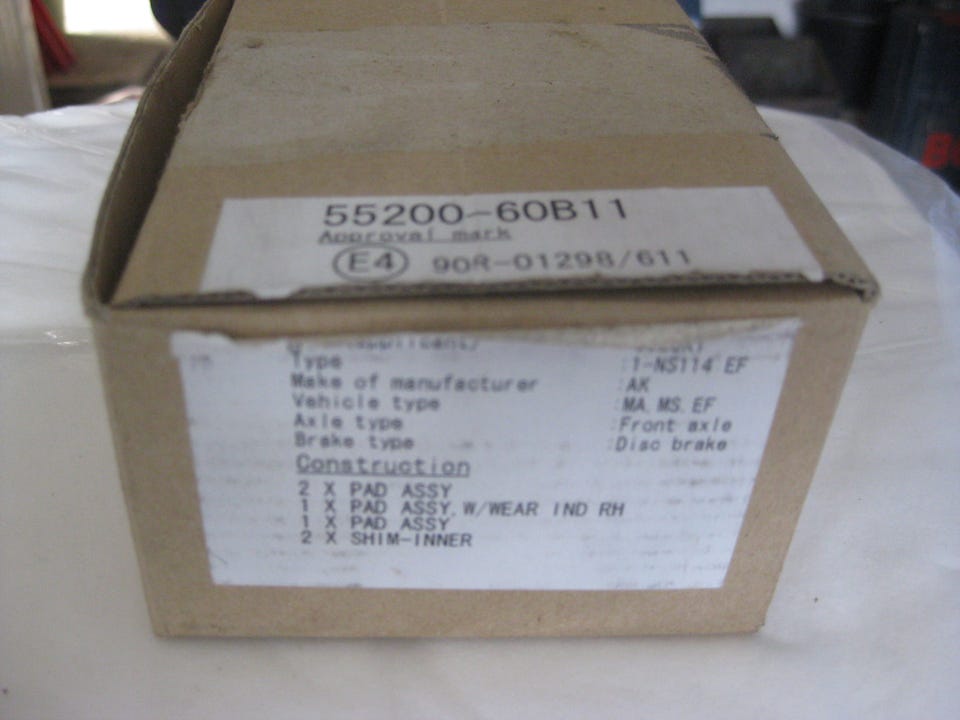 55200-60B11
Approval mark
E4 90R-01298/611
Type :1-NS114 EF
Make of manufacturer :AK
Vehicle type :MA, MS, EF
Axle type :Front axle
Brake type :Disc brake
Construction
2 X PAD ASSY
1 X PAD ASSY, W/WEAR IND RH
1 X PAD ASSY
2 X SHIM-INNER